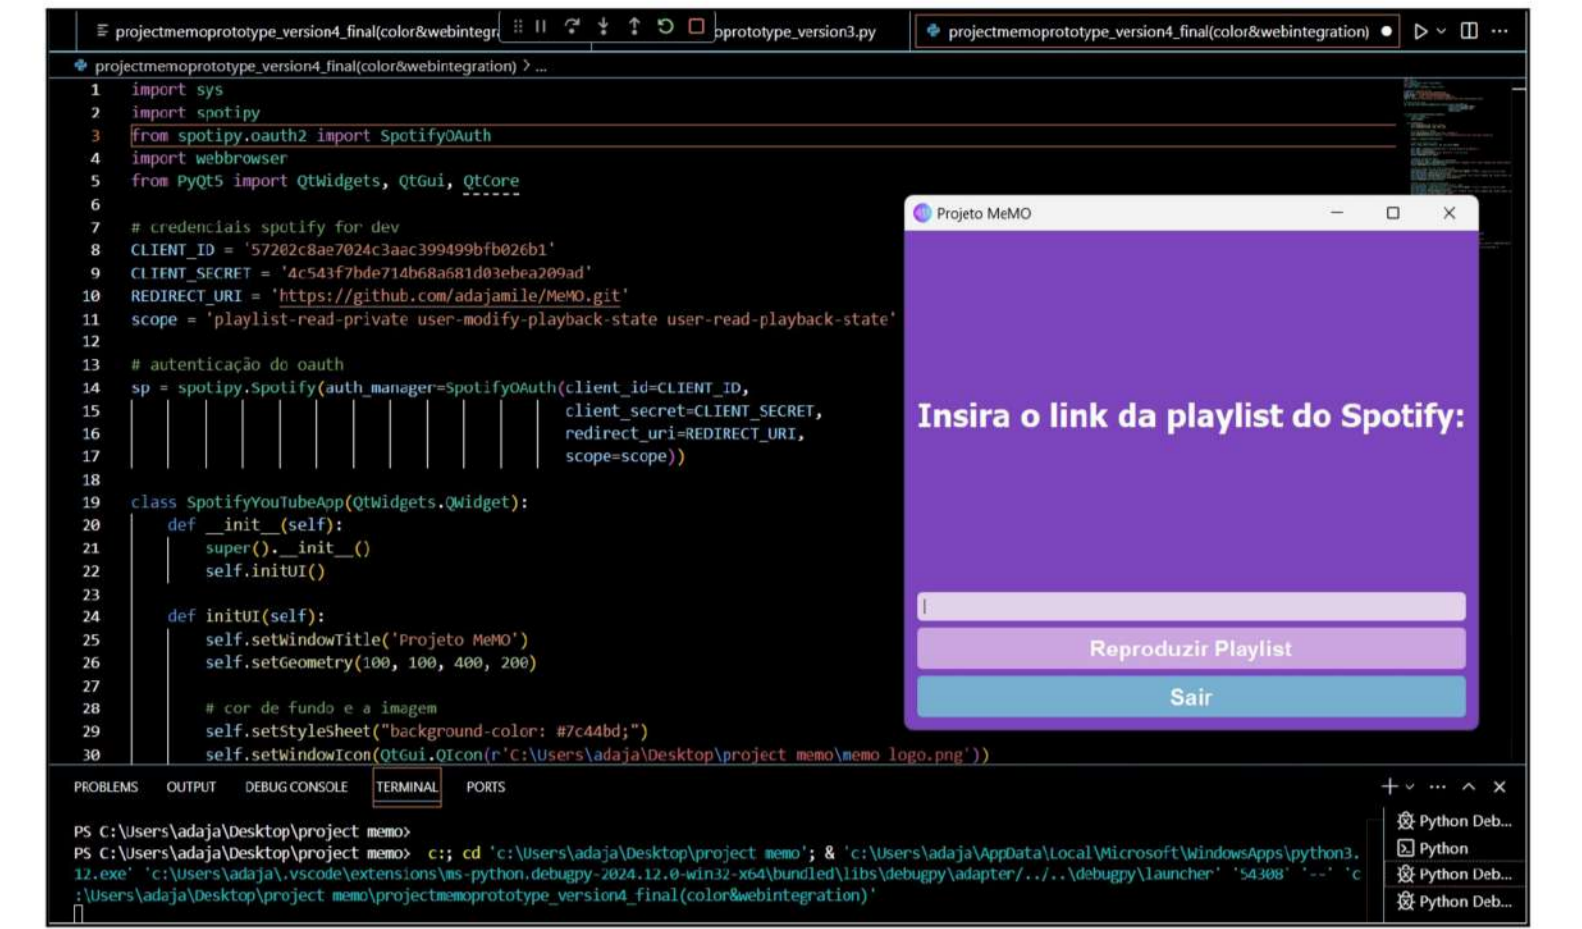 projectmemoprototype_version4_final(color&webintegra
oprototype_version3.py
projectmemoprototype_version4_final(color&webintegration)
projectmemoprototype_version4_final(color&webintegration) > ...
1 import sys
2 import spotipy
3 from spotipy.oauth2 import SpotifyOAuth
4 import webbrowser
5 from PyQt5 import QtWidgets, QtGui, QtCore
6
7 # credenciais spotify for dev
8 CLIENT_ID = '57202c8ae7024c3aac399499bfb026b1'
9 CLIENT_SECRET = '4c543f7bde714b68a681d03ebea209ad'
10 REDIRECT_URI = 'https://github.com/adajamile/MeMO.git'
11 scope = 'playlist-read-private user-modify-playback-state user-read-playback-state'
12
13 # autenticação do oauth
14 sp = spotipy.Spotify(auth_manager=SpotifyOAuth(client_id=CLIENT_ID,
15 client_secret=CLIENT_SECRET,
16 redirect_uri=REDIRECT_URI,
17 scope=scope))
18
19 class SpotifyYouTubeApp(QtWidgets.QWidget):
20 def __init__(self):
21 super().__init__()
22 self.initUI()
23
24 def initUI(self):
25 self.setWindowTitle('Projeto MeMO')
26 self.setGeometry(100, 100, 400, 200)
27
28 # cor de fundo e a imagem
29 self.setStyleSheet("background-color: #7c44bd;")
30 self.setWindowIcon(QtGui.QIcon(r'C:\Users\adaja\Desktop\project memo\memo logo.png'))
Projeto MeMO
Insira o link da playlist do Spotify:
Reproduzir Playlist
Sair
PROBLEMS OUTPUT DEBUG CONSOLE TERMINAL PORTS
PS C:\Users\adaja\Desktop\project memo>
PS C:\Users\adaja\Desktop\project memo> c:; cd 'c:\Users\adaja\Desktop\project memo'; & 'c:\Users\adaja\AppData\Local\Microsoft\WindowsApps\python3.
12.exe' 'c:\Users\adaja\.vscode\extensions\ms-python.debugpy-2024.12.0-win32-x64\bundled\libs\debugpy\adapter/../..\debugpy\launcher' '54308' '--' 'c
:\Users\adaja\Desktop\project memo\projectmemoprototype_version4_final(color&webintegration)'
Python Deb...
Python
Python Deb...
Python Deb...